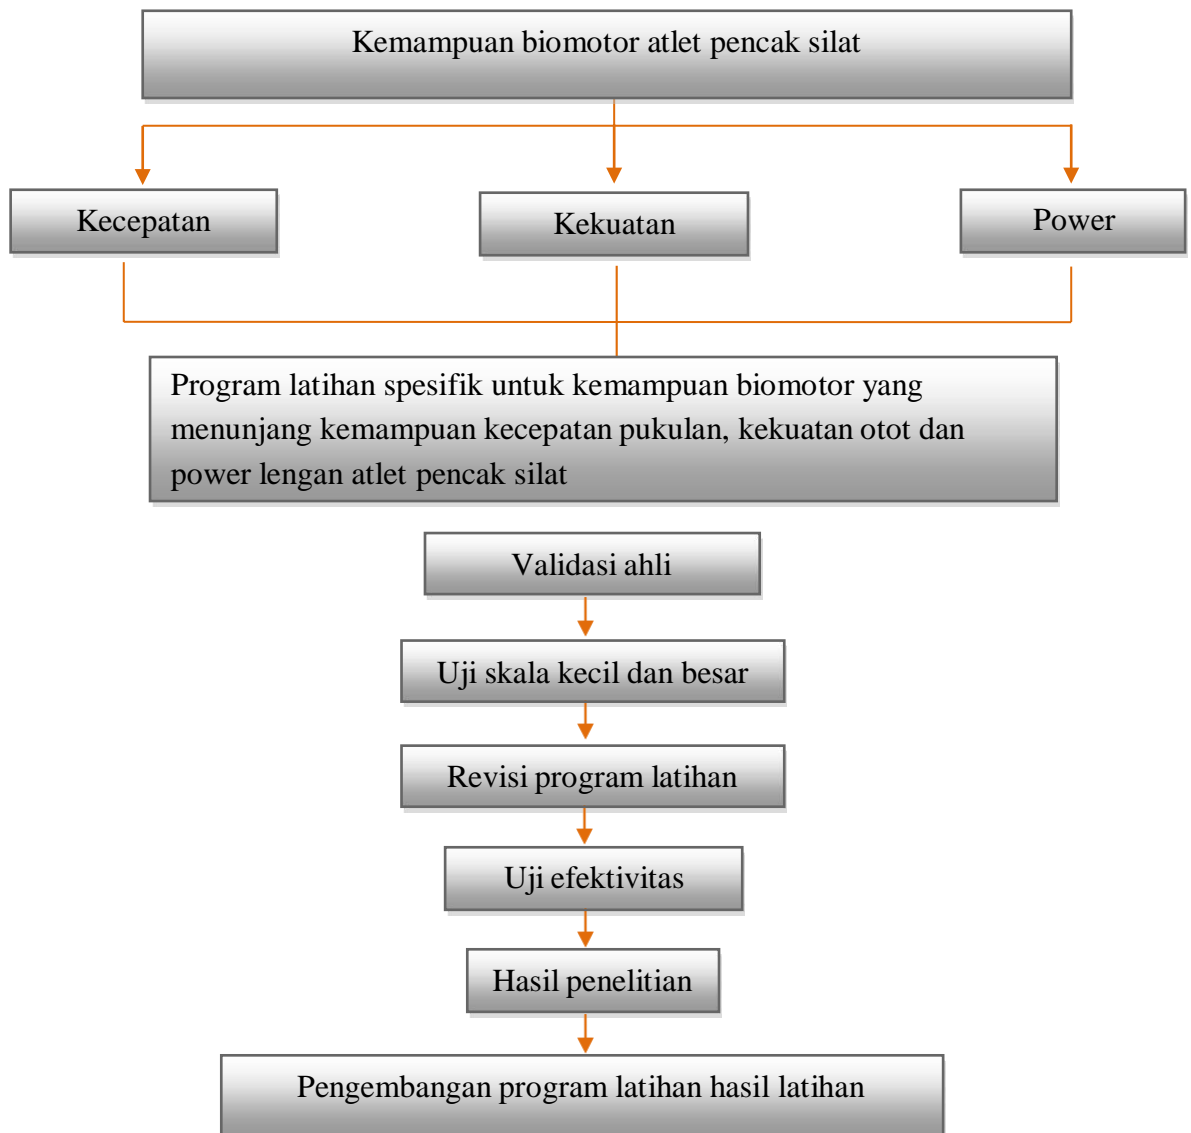 Kemampuan biomotor atlet pencak silat
Kecepatan
Kekuatan
Power
Program latihan spesifik untuk kemampuan biomotor yang
menunjang kemampuan kecepatan pukulan, kekuatan otot dan
power lengan atlet pencak silat
Validasi ahli
Uji skala kecil dan besar
Revisi program latihan
Uji efektivitas
Hasil penelitian
Pengembangan program latihan hasil latihan